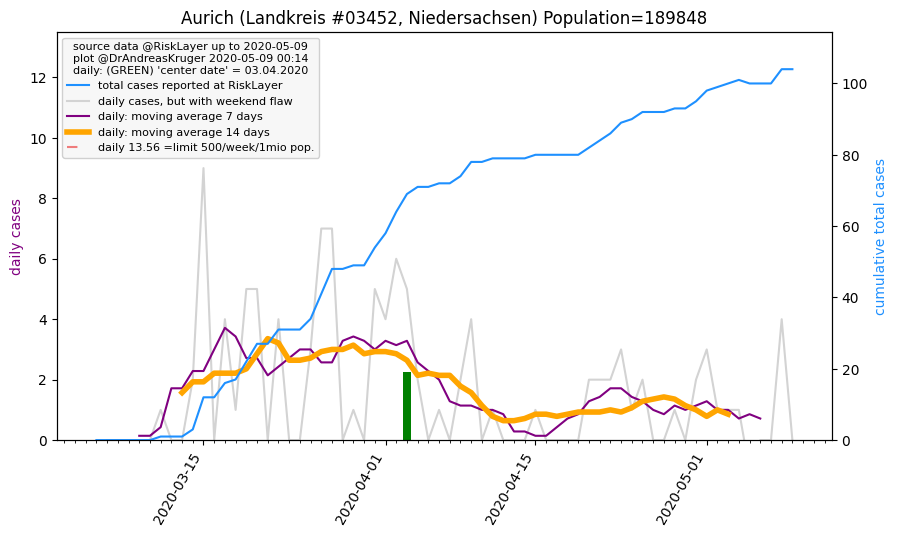 Aurich (Landkreis #03452, Niedersachsen) Population=189848
source data @RiskLayer up to 2020-05-09
plot @DrAndreasKruger 2020-05-09 00:14
daily: (GREEN) 'center date' = 03.04.2020
total cases reported at RiskLayer
daily cases, but with weekend flaw
daily: moving average 7 days
daily: moving average 14 days
daily 13.56 =limit 500/week/1mio pop.
daily cases
12
10
8
6
4
2
0
cumulative total cases
100
80
60
40
20
0
2020-03-15
2020-04-01
2020-04-15
2020-05-01